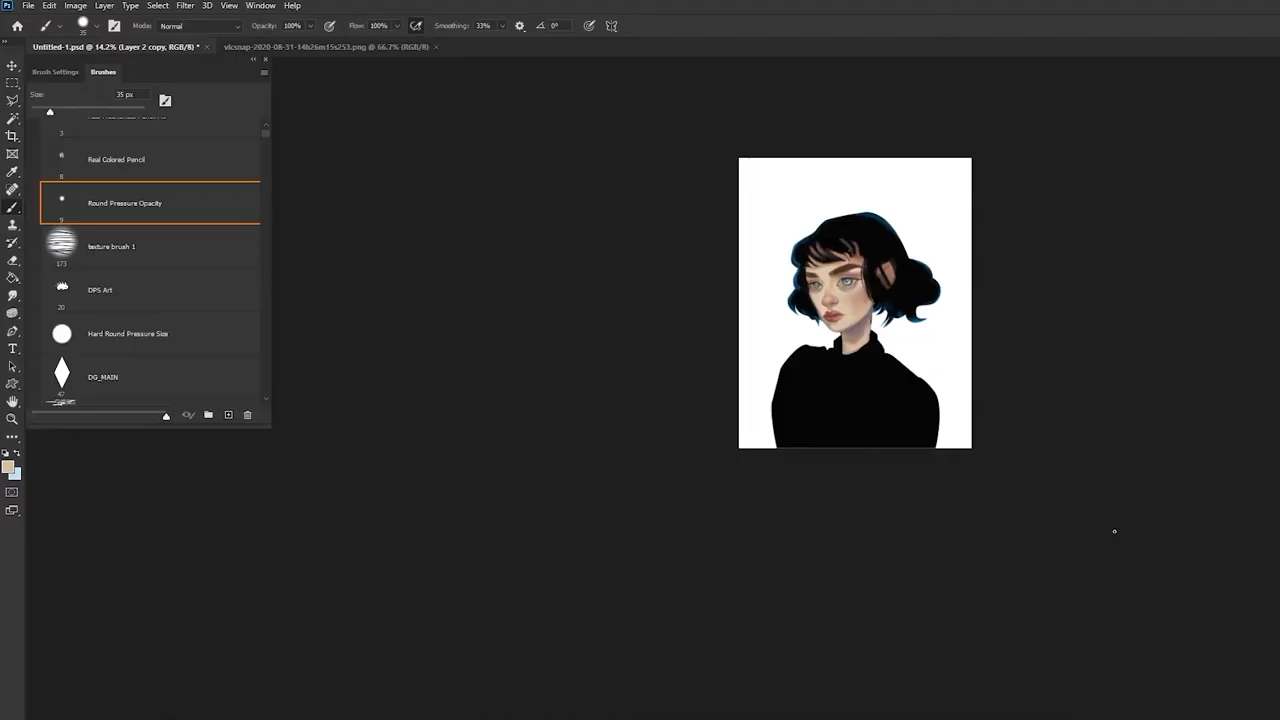 Ps File Edit Image Layer Type Select Filter 3D View Window Help
35 Mode: Normal Opacity: 100% Flow: 100% Smoothing: 33% 0°
Untitled-1.psd @ 14.2% (Layer 2 copy, RGB/8) * × vlcsnap-2020-08-31-14h26m15s253.png @ 66.7% (RGB/8) ×
Brush Settings Brushes
Size: 35 px
3
Real Colored Pencil
8
Round Pressure Opacity
9
texture brush 1
173
DPS Art
20
Hard Round Pressure Size
DG_MAIN
47